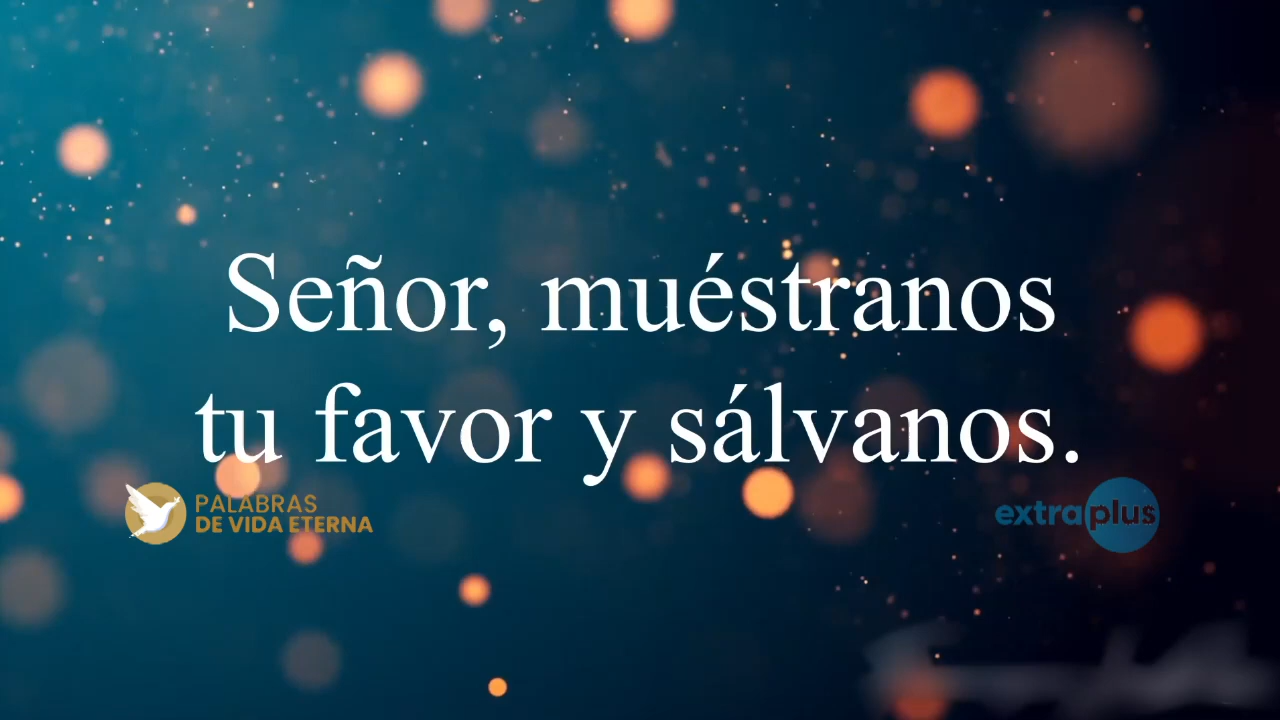 Señor, muéstranos
tu favor y sálvanos.
PALABRAS
DE VIDA ETERNA
extraplus